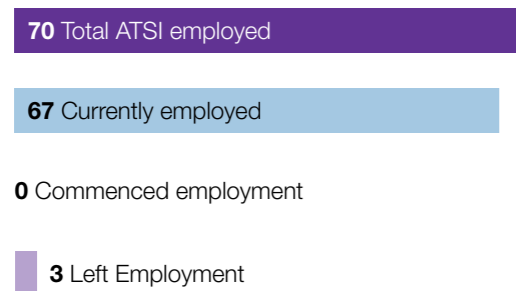 70 Total ATSI employed
67 Currently employed
0 Commenced employment
3 Left Employment